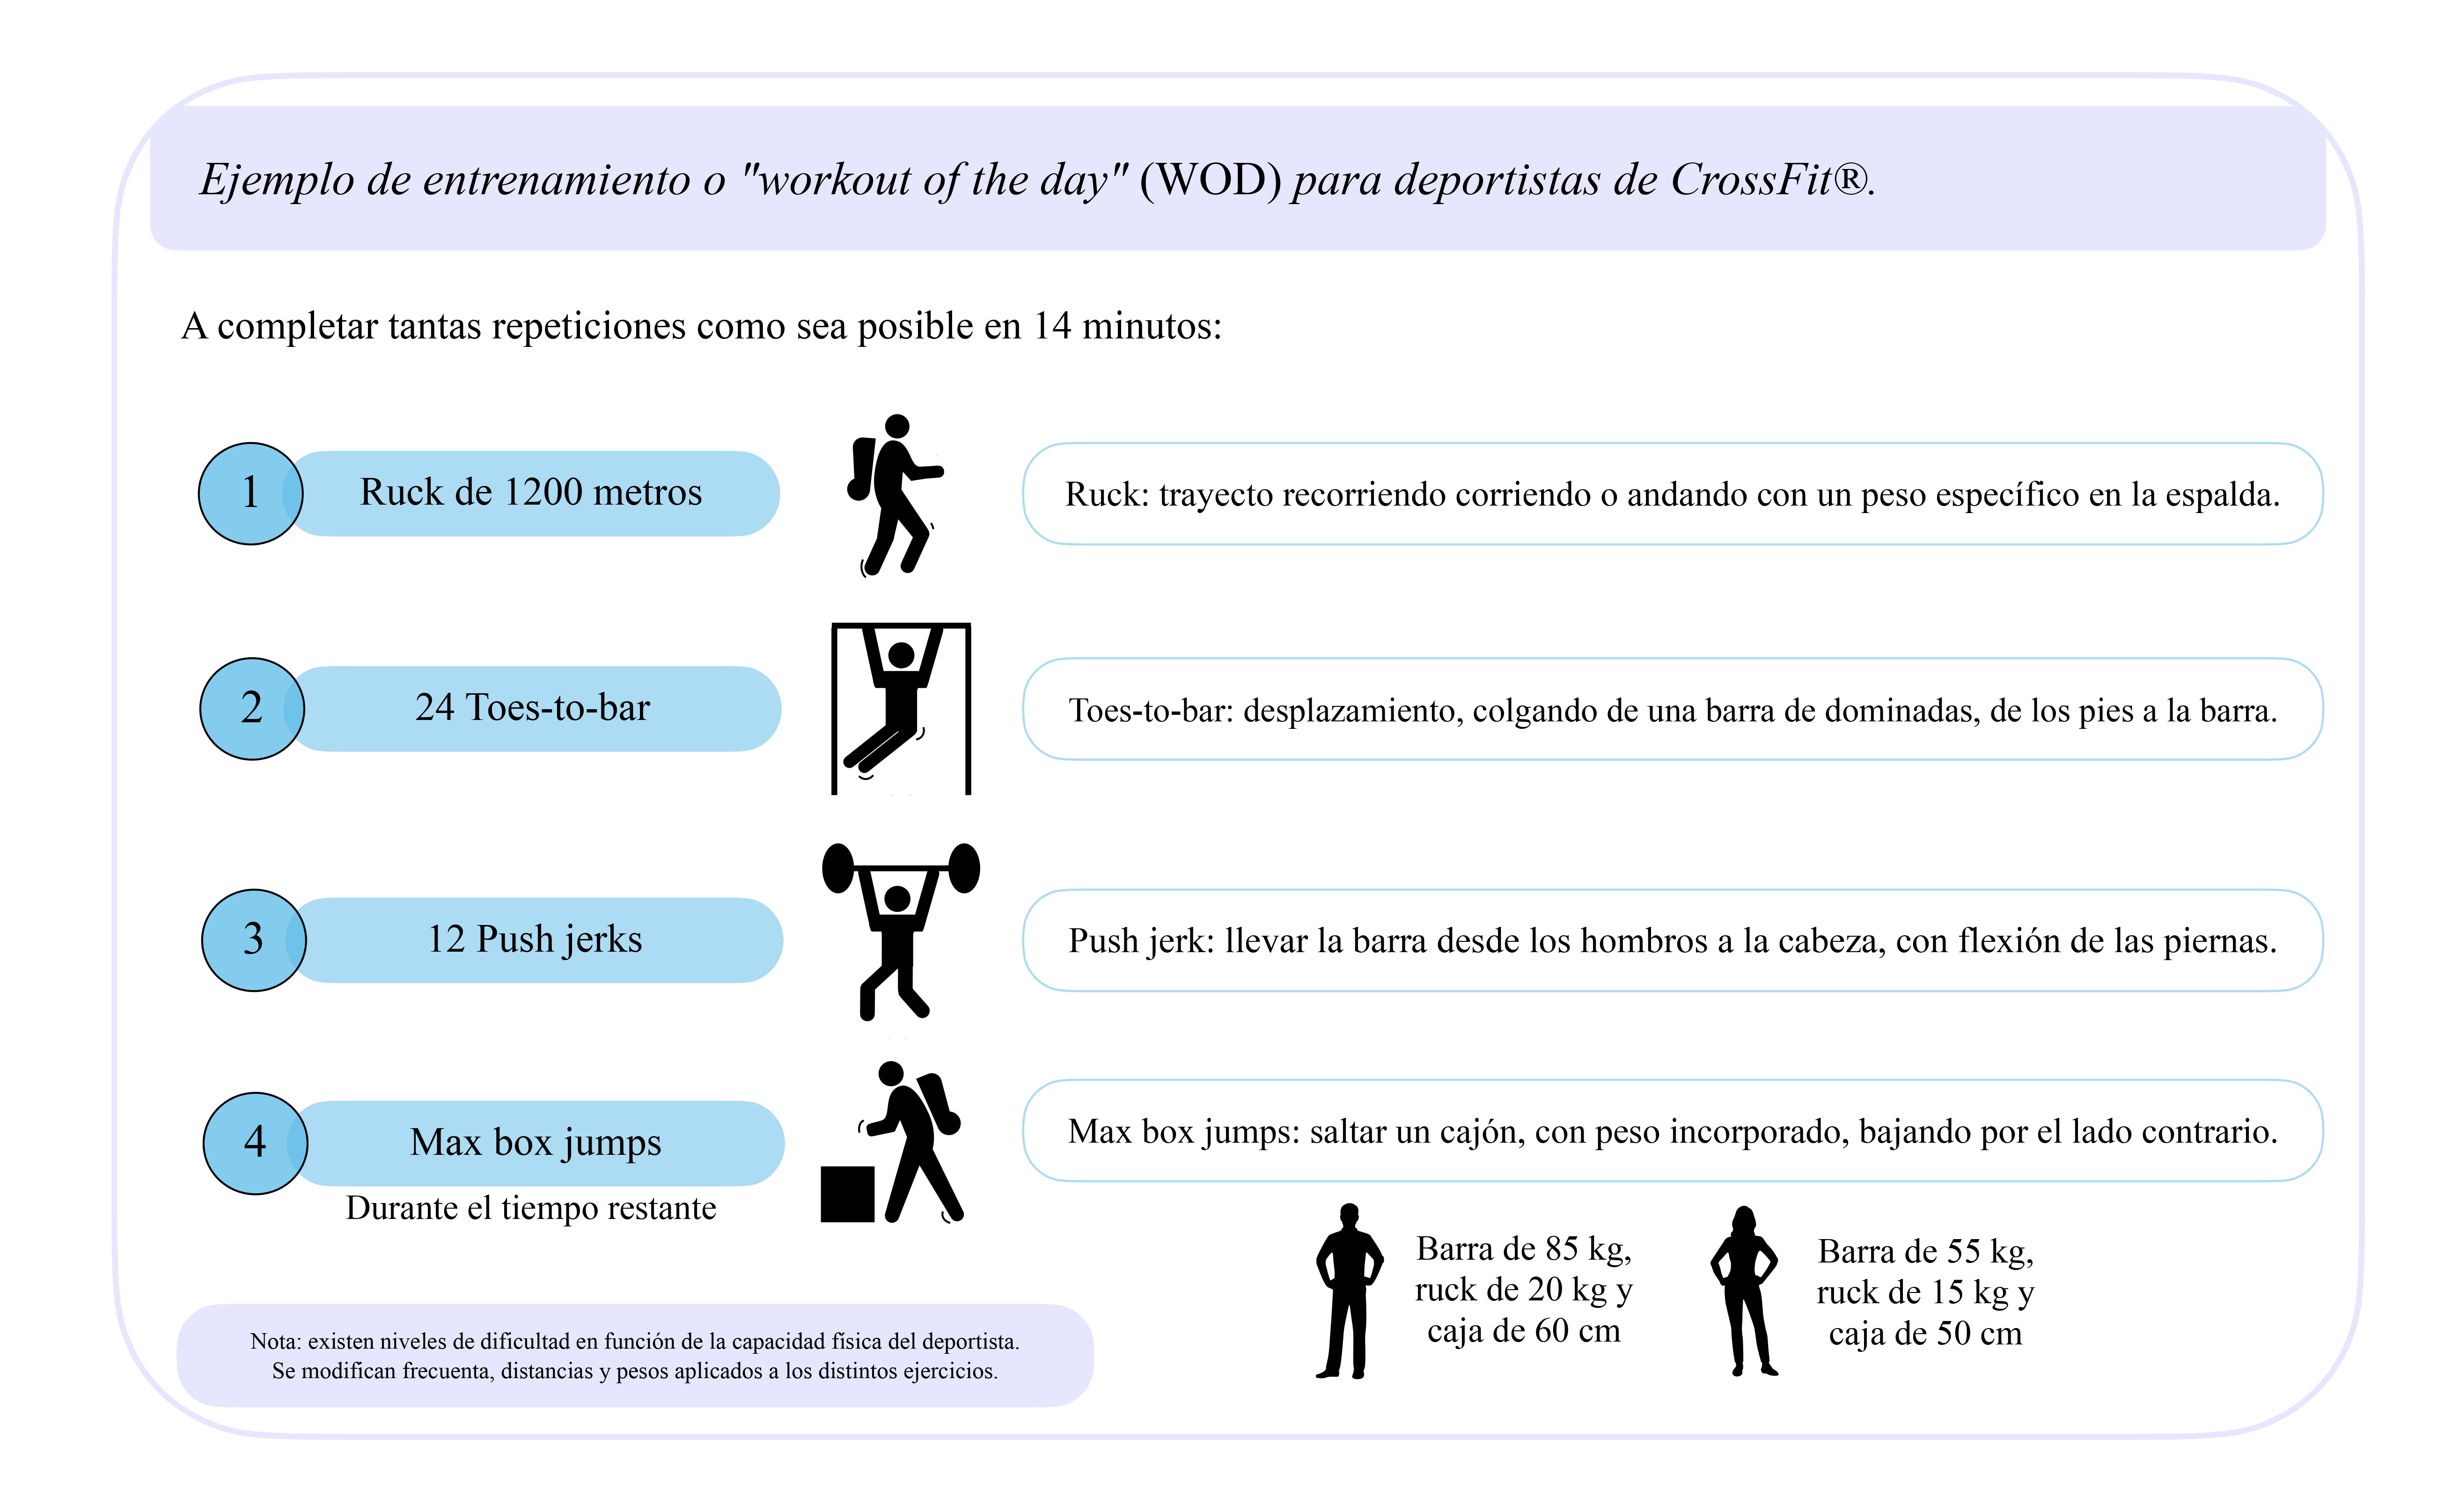 Ejemplo de entrenamiento o "workout of the day" (WOD) para deportistas de CrossFit®.
A completar tantas repeticiones como sea posible en 14 minutos:
1
Ruck de 1200 metros
Ruck: trayecto recorriendo corriendo o andando con un peso específico en la espalda.
2
24 Toes-to-bar
Toes-to-bar: desplazamiento, colgando de una barra de dominadas, de los pies a la barra.
3
12 Push jerks
Push jerk: llevar la barra desde los hombros a la cabeza, con flexión de las piernas.
4
Max box jumps
Durante el tiempo restante
Max box jumps: saltar un cajón, con peso incorporado, bajando por el lado contrario.
Barra de 85 kg,
ruck de 20 kg y
caja de 60 cm
Barra de 55 kg,
ruck de 15 kg y
caja de 50 cm
Nota: existen niveles de dificultad en función de la capacidad física del deportista.
Se modifican frecuenta, distancias y pesos aplicados a los distintos ejercicios.